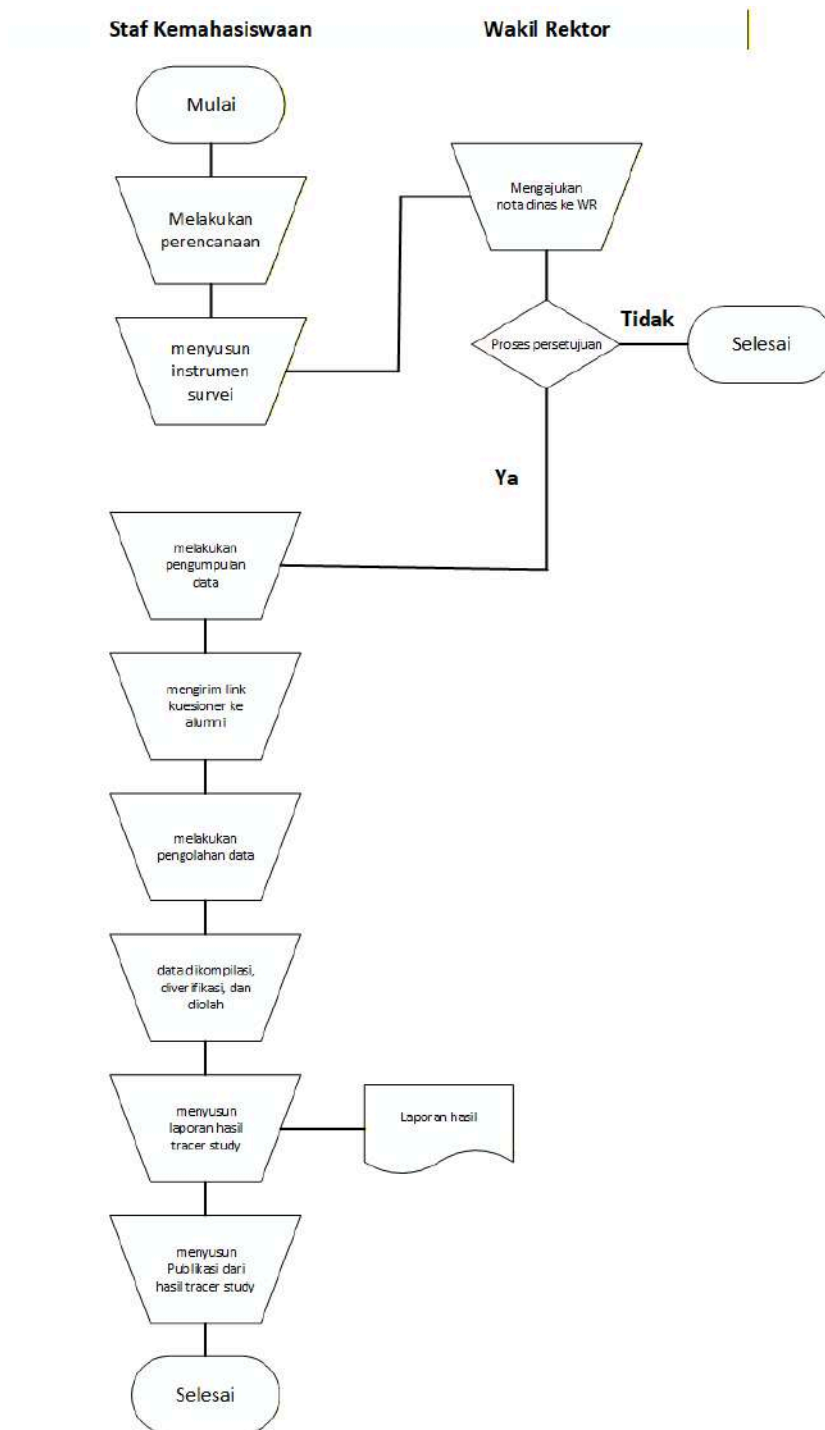 Staf Kemahasiswaan
Wakil Rektor
Mulai
Melakukan
perencanaan
menyusun
instrumen
survei
Mengajukan
nota dinas ke WR
Proses persetujuan
Tidak
Selesai
Ya
melakukan
pengumpulan
data
mengirim link
kuesioner ke
alumni
melakukan
pengolahan data
data dikompilasi,
diverifikasi, dan
diolah
menyusun
laporan hasil
tracer study
Laporan hasil
menyusun
Publikasi dari
hasil tracer study
Selesai